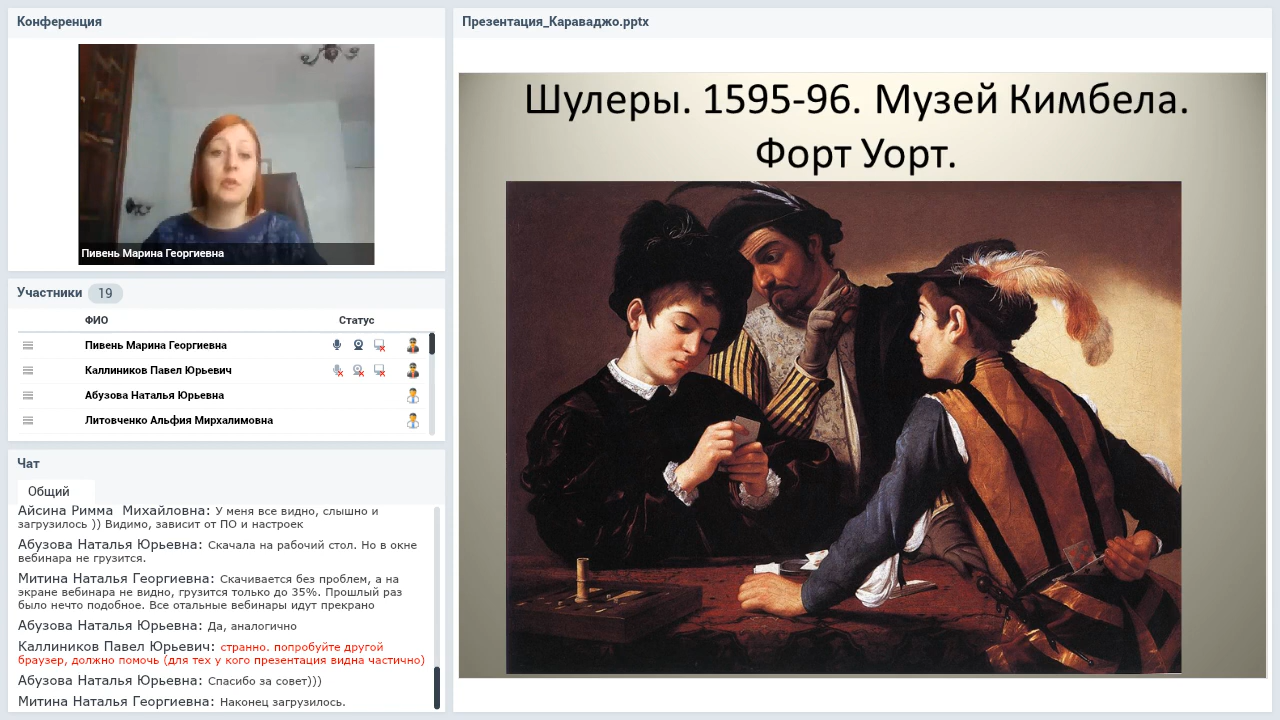 Конференция
Пивень Марина Георгиевна
Участники 19
ФИО Статус
Пивень Марина Георгиевна
Каллиников Павел Юрьевич
Абузова Наталья Юрьевна
Литовченко Альфия Мирхалимовна
Чат
Общий
Айсина Римма Михайловна: У меня все видно, слышно и
загрузилось )) Видимо, зависит от ПО и настроек
Абузова Наталья Юрьевна: Скачала на рабочий стол. Но в окне
вебинара не грузится.
Митина Наталья Георгиевна: Скачивается без проблем, а на
экране вебинара не видно, грузится только до 35%. Прошлый раз
было нечто подобное. Все отальные вебинары идут прекрано
Абузова Наталья Юрьевна: Да, аналогично
Каллиников Павел Юрьевич: странно. попробуйте другой
браузер, должно помочь (для тех у кого презентация видна частично)
Абузова Наталья Юрьевна: Спасибо за совет)))
Митина Наталья Георгиевна: Наконец загрузилось.
Презентация_Караваджо.pptx
Шулеры. 1595-96. Музей Кимбела.
Форт Уорт.